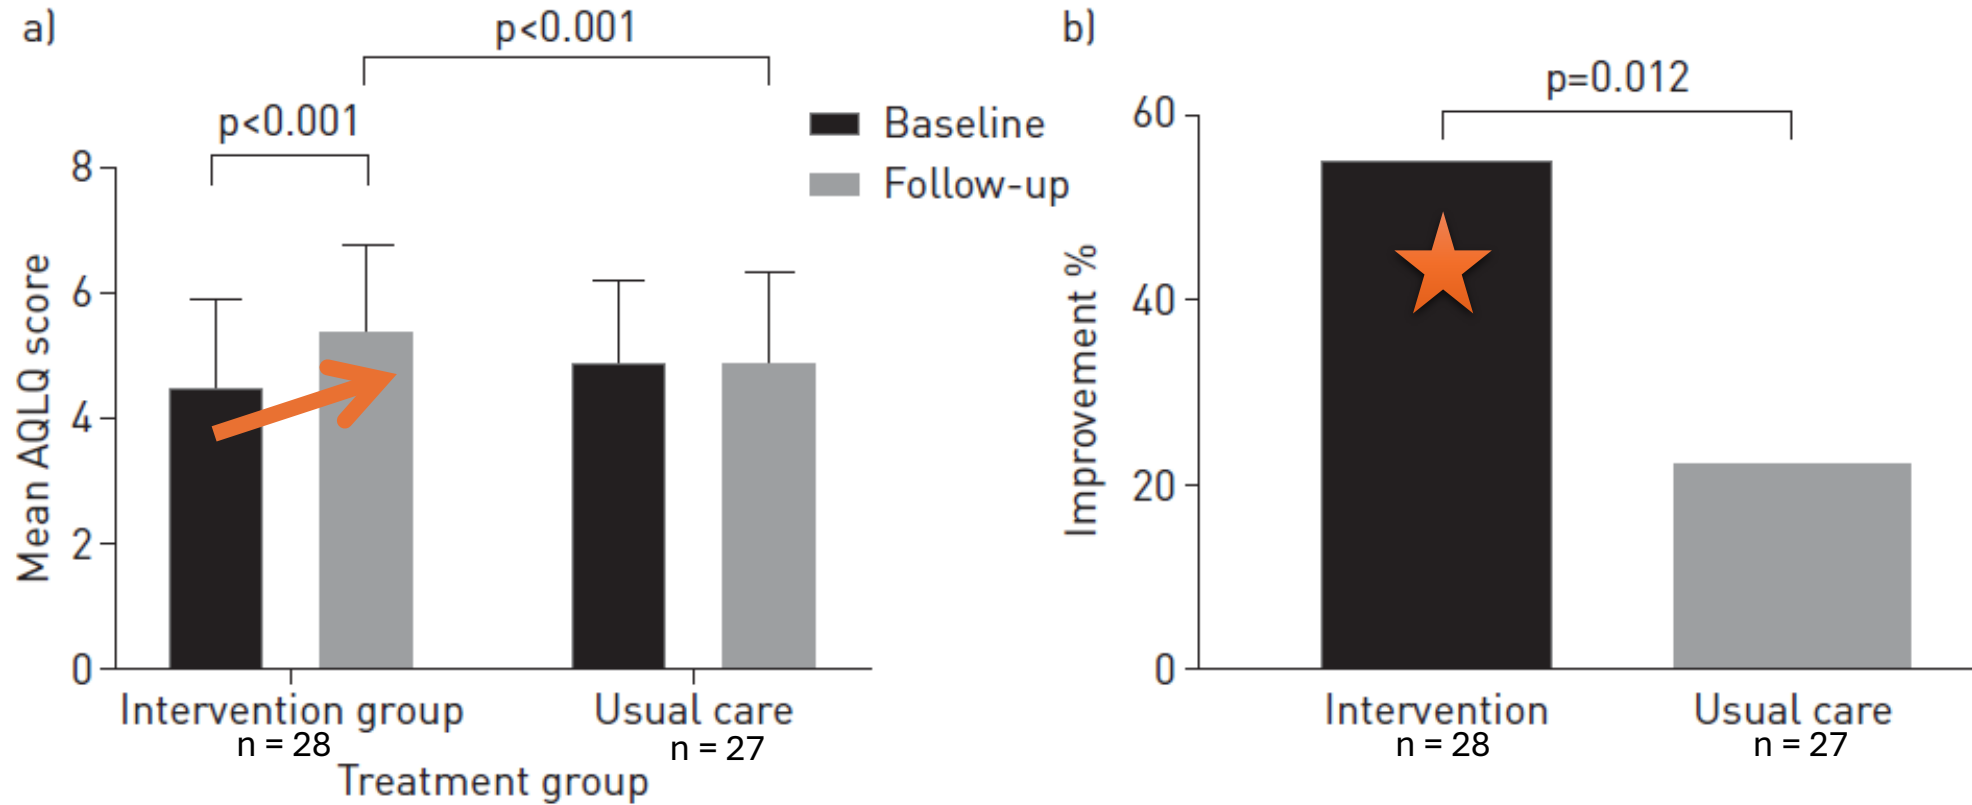 a)
p<0.001
p<0.001
Baseline
Follow-up
8
6
4
2
0
Mean AQLQ score
Intervention group
n = 28
Usual care
n = 27
Treatment group
b)
p=0.012
60
40
20
0
Improvement %
Intervention
n = 28
Usual care
n = 27